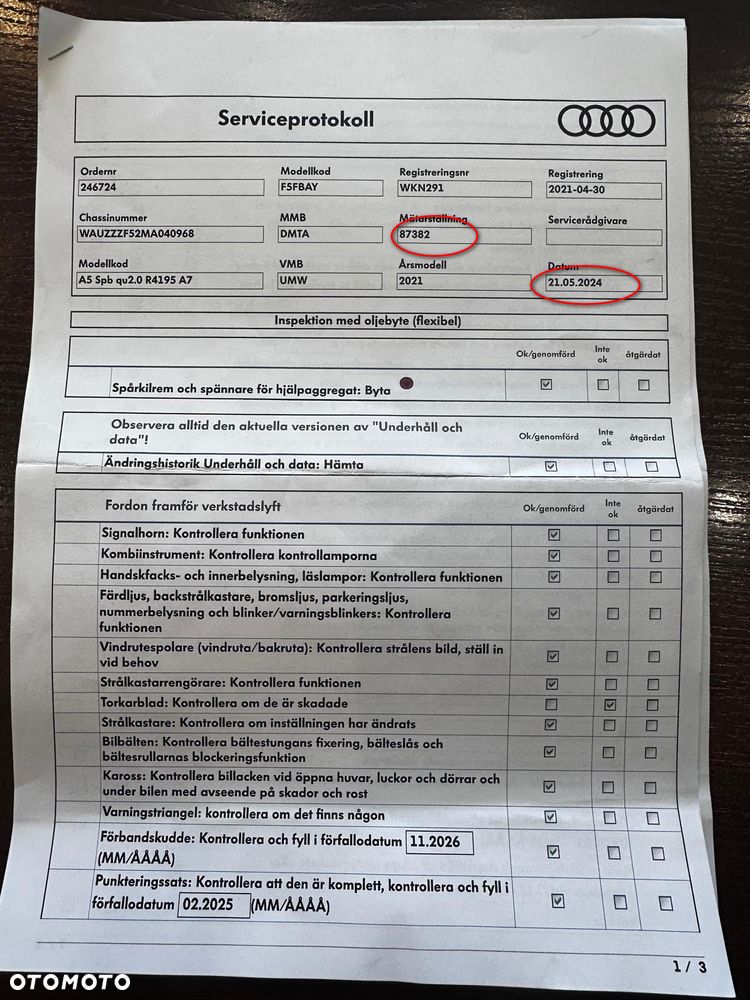 Serviceprotokoll
Ordernr Modellkod Registreringsnr Registrering
246724 F5FBAY WKN291 2021-04-30
Chassinummer MMB Mätarställning Servicerådgivare
WAUZZZF52MA040968 DMTA 87382
Modellkod VMB Årsmodell Datum
A5 Spb qu2.0 R4195 A7 UMW 2021 21.05.2024
Inspektion med oljebyte (flexibel)
Ok/genomförd Inte ok åtgärdat
Spårkilrem och spännare för hjälpaggregat: Byta
Observera alltid den aktuella versionen av "Underhåll och
data"!
Ok/genomförd Inte ok åtgärdat
Ändringshistorik Underhåll och data: Hämta
Fordon framför verkstadslyft Ok/genomförd Inte ok åtgärdat
Signalhorn: Kontrollera funktionen
Kombiinstrument: Kontrollera kontrollamporna
Handskfacks- och innerbelysning, läslampor: Kontrollera funktionen
Färdljus, backstrålkastare, bromsljus, parkeringsljus,
nummerbelysning och blinker/varningsblinkers: Kontrollera
funktionen
Vindrutespolare (vindruta/bakruta): Kontrollera strålens bild, ställ in
vid behov
Strålkastarrengörare: Kontrollera funktionen
Torkarblad: Kontrollera om de är skadade
Strålkastare: Kontrollera om inställningen har ändrats
Bilbälten: Kontrollera bältestungans fixering, bälteslås och
bältesrullarnas blockeringsfunktion
Kaross: Kontrollera billacken vid öppna huvar, luckor och dörrar och
under bilen med avseende på skador och rost
Varningstriangel: kontrollera om det finns någon
Förbandskudde: Kontrollera och fyll i förfallodatum 11.2026
(MM/ÅÅÅÅ)
Punkteringssats: Kontrollera att den är komplett, kontrollera och fyll i
förfallodatum 02.2025 (MM/ÅÅÅÅ)
1 / 3
OTOMOTO